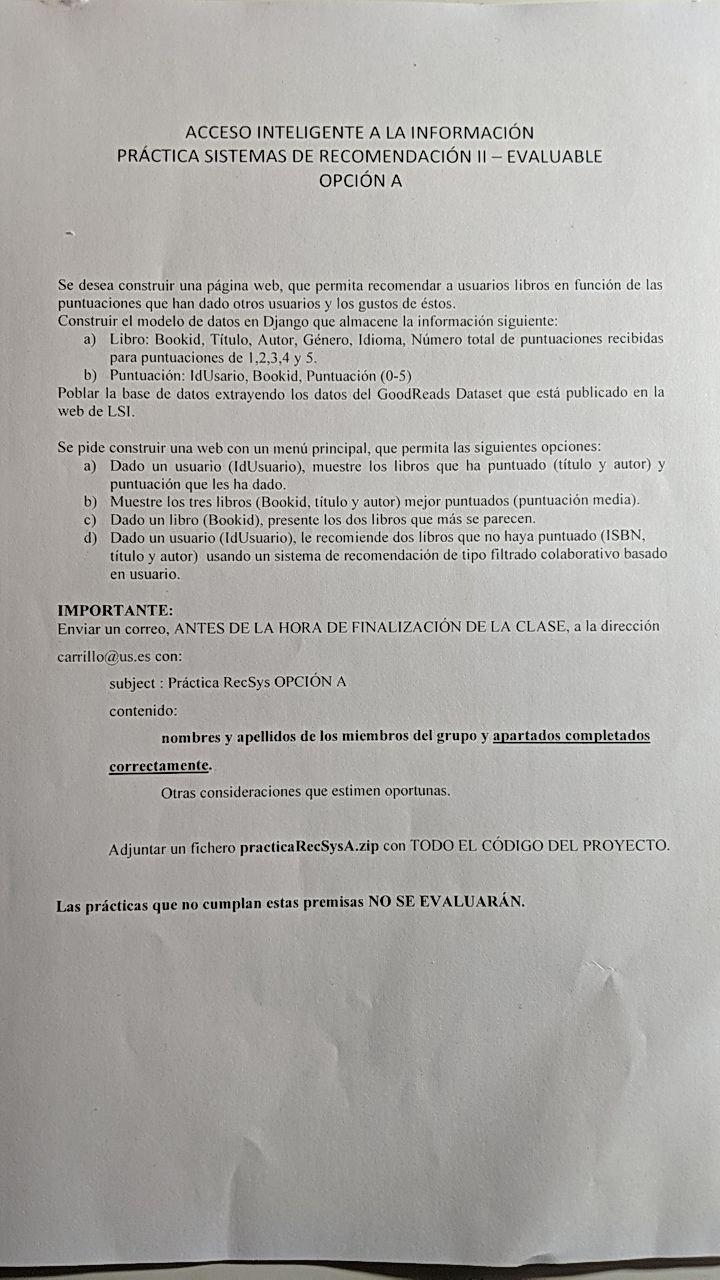 ACCESO INTELIGENTE A LA INFORMACIÓN
PRÁCTICA SISTEMAS DE RECOMENDACIÓN II – EVALUABLE
OPCIÓN A
Se desea construir una página web, que permita recomendar a usuarios libros en función de las
puntuaciones que han dado otros usuarios y los gustos de éstos.
Construir el modelo de datos en Django que almacene la información siguiente:
a) Libro: Bookid, Título, Autor, Género, Idioma, Número total de puntuaciones recibidas
para puntuaciones de 1,2,3,4 y 5.
b) Puntuación: IdUsario, Bookid, Puntuación (0-5)
Poblar la base de datos extrayendo los datos del GoodReads Dataset que está publicado en la
web de LSI.
Se pide construir una web con un menú principal, que permita las siguientes opciones:
a) Dado un usuario (IdUsuario), muestre los libros que ha puntuado (título y autor) y
puntuación que les ha dado.
b) Muestre los tres libros (Bookid, título y autor) mejor puntuados (puntuación media).
c) Dado un libro (Bookid), presente los dos libros que más se parecen.
d) Dado un usuario (IdUsuario), le recomiende dos libros que no haya puntuado (ISBN,
título y autor) usando un sistema de recomendación de tipo filtrado colaborativo basado
en usuario.
IMPORTANTE:
Enviar un correo, ANTES DE LA HORA DE FINALIZACIÓN DE LA CLASE, a la dirección
carrillo@us.es con:
subject : Práctica RecSys OPCIÓN A
contenido:
nombres y apellidos de los miembros del grupo y apartados completados
correctamente.
Otras consideraciones que estimen oportunas.
Adjuntar un fichero practicaRecSysA.zip con TODO EL CÓDIGO DEL PROYECTO.
Las prácticas que no cumplan estas premisas NO SE EVALUARÁN.